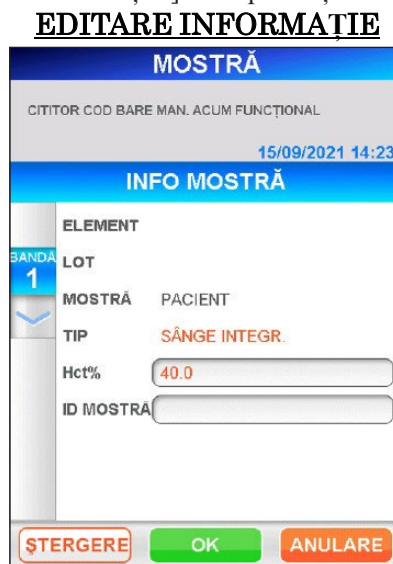 EDITARE INFORMAȚIE
MOSTRĂ
CITITOR COD BARE MAN. ACUM FUNCȚIONAL
15/09/2021 14:23
INFO MOSTRĂ
ELEMENT
BANDĂ
1
LOT
MOSTRĂ PACIENT
TIP SÂNGE INTEGR.
Hct% 40.0
ID MOSTRĂ
ȘTERGERE OK ANULARE